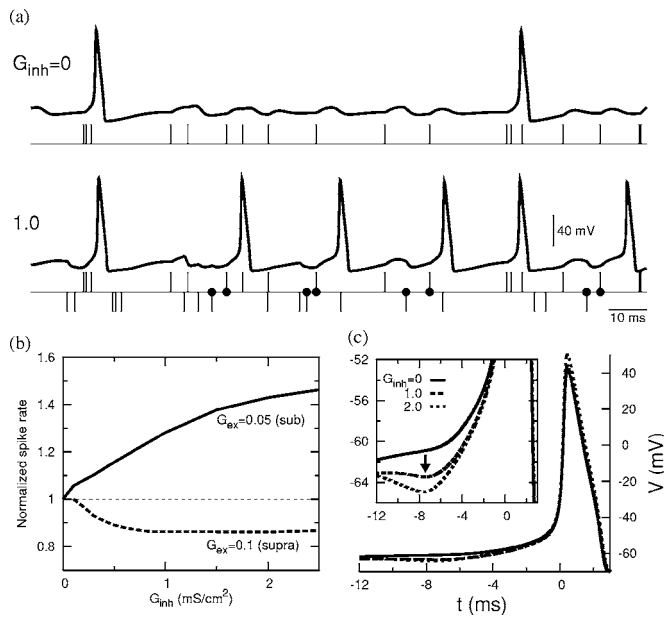 (a)
G_inh=0
1.0
40 mV
10 ms
(b)
1.6
1.4
1.2
1
0.8
Normalized spike rate
G_ex=0.05 (sub)
G_ex=0.1 (supra)
0
1
2
G_inh (mS/cm²)
(c)
-52
-55
-58
-61
-64
G_inh=0
1.0
2.0
-12
-8
-4
0
40
20
0
-20
-40
-60
V (mV)
-12
-8
-4
0
t (ms)